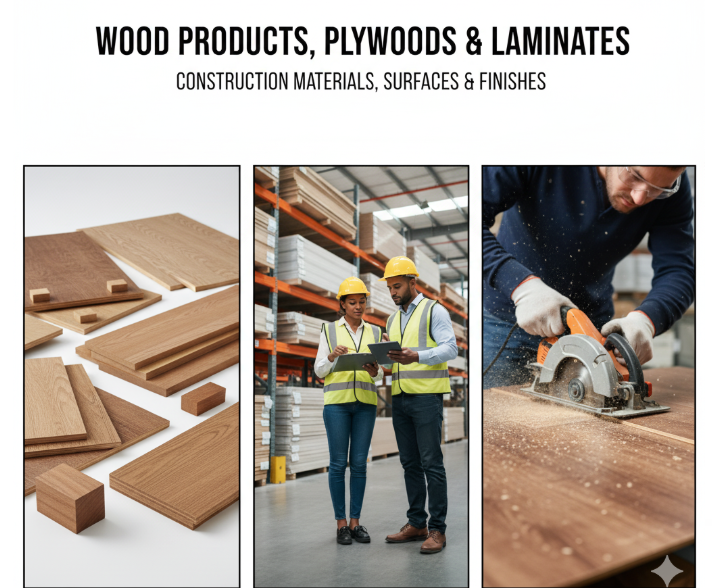 WOOD PRODUCTS, PLYWOODS & LAMINATES
CONSTRUCTION MATERIALS, SURFACES & FINISHES